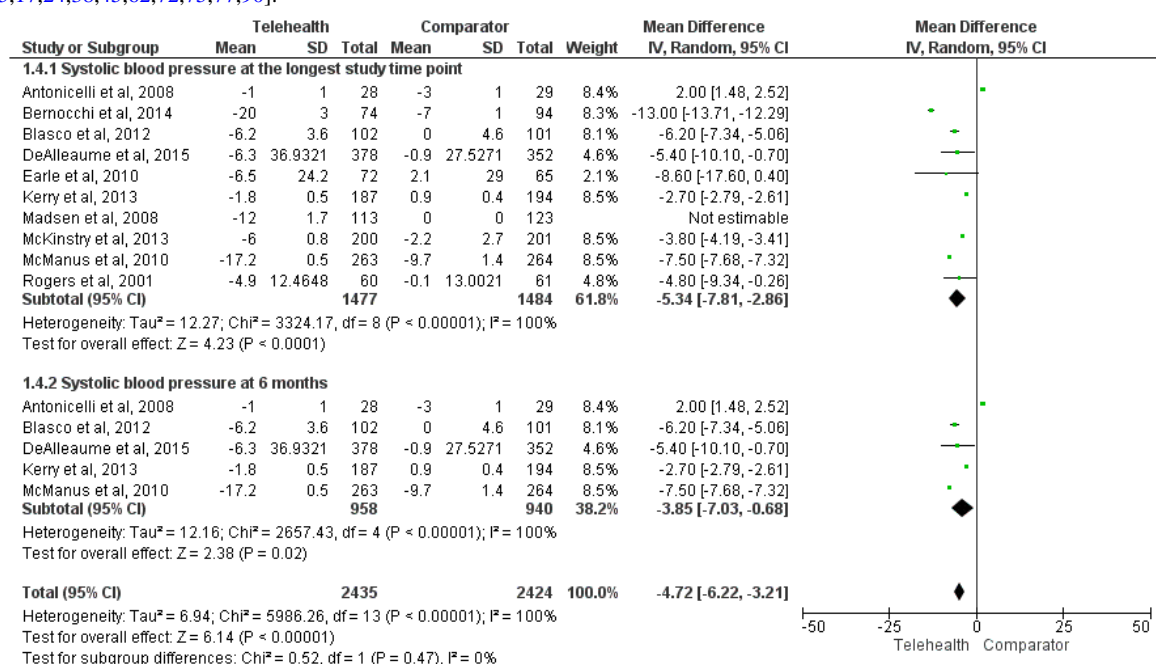 Telehealth Comparator Mean Difference Mean Difference
Study or Subgroup Mean SD Total Mean SD Total Weight IV, Random, 95% CI IV, Random, 95% CI
1.4.1 Systolic blood pressure at the longest study time point
Antonicelli et al, 2008 -1 1 28 -3 1 29 8.4% 2.00 [1.48, 2.52]
Bernocchi et al, 2014 -20 3 74 -7 1 94 8.3% -13.00 [-13.71, -12.29]
Blasco et al, 2012 -6.2 3.6 102 0 4.6 101 8.1% -6.20 [-7.34, -5.06]
DeAlleaume et al, 2015 -6.3 36.9321 378 -0.9 27.5271 352 4.6% -5.40 [-10.10, -0.70]
Earle et al, 2010 -6.5 24.2 72 2.1 29 65 2.1% -8.60 [-17.60, 0.40]
Kerry et al, 2013 -1.8 0.5 187 0.9 0.4 194 8.5% -2.70 [-2.79, -2.61]
Madsen et al, 2008 -12 1.7 113 0 0 123 Not estimable
McKinstry et al, 2013 -6 0.8 200 -2.2 2.7 201 8.5% -3.80 [-4.19, -3.41]
McManus et al, 2010 -17.2 0.5 263 -9.7 1.4 264 8.5% -7.50 [-7.68, -7.32]
Rogers et al, 2001 -4.9 12.4648 60 -0.1 13.0021 61 4.8% -4.80 [-9.34, -0.26]
Subtotal (95% CI) 1477 1484 61.8% -5.34 [-7.81, -2.86]
Heterogeneity: Tau² = 12.27; Chi² = 3324.17, df = 8 (P < 0.00001); I² = 100%
Test for overall effect: Z = 4.23 (P < 0.0001)
1.4.2 Systolic blood pressure at 6 months
Antonicelli et al, 2008 -1 1 28 -3 1 29 8.4% 2.00 [1.48, 2.52]
Blasco et al, 2012 -6.2 3.6 102 0 4.6 101 8.1% -6.20 [-7.34, -5.06]
DeAlleaume et al, 2015 -6.3 36.9321 378 -0.9 27.5271 352 4.6% -5.40 [-10.10, -0.70]
Kerry et al, 2013 -1.8 0.5 187 0.9 0.4 194 8.5% -2.70 [-2.79, -2.61]
McManus et al, 2010 -17.2 0.5 263 -9.7 1.4 264 8.5% -7.50 [-7.68, -7.32]
Subtotal (95% CI) 958 940 38.2% -3.85 [-7.03, -0.68]
Heterogeneity: Tau² = 12.16; Chi² = 2657.43, df = 4 (P < 0.00001); I² = 100%
Test for overall effect: Z = 2.38 (P = 0.02)
Total (95% CI) 2435 2424 100.0% -4.72 [-6.22, -3.21]
Heterogeneity: Tau² = 6.94; Chi² = 5986.26, df = 13 (P < 0.00001); I² = 100%
Test for overall effect: Z = 6.14 (P < 0.00001)
Test for subgroup differences: Chi² = 0.52, df = 1 (P = 0.47), I² = 0%
-50 -25 0 25 50
Telehealth Comparator